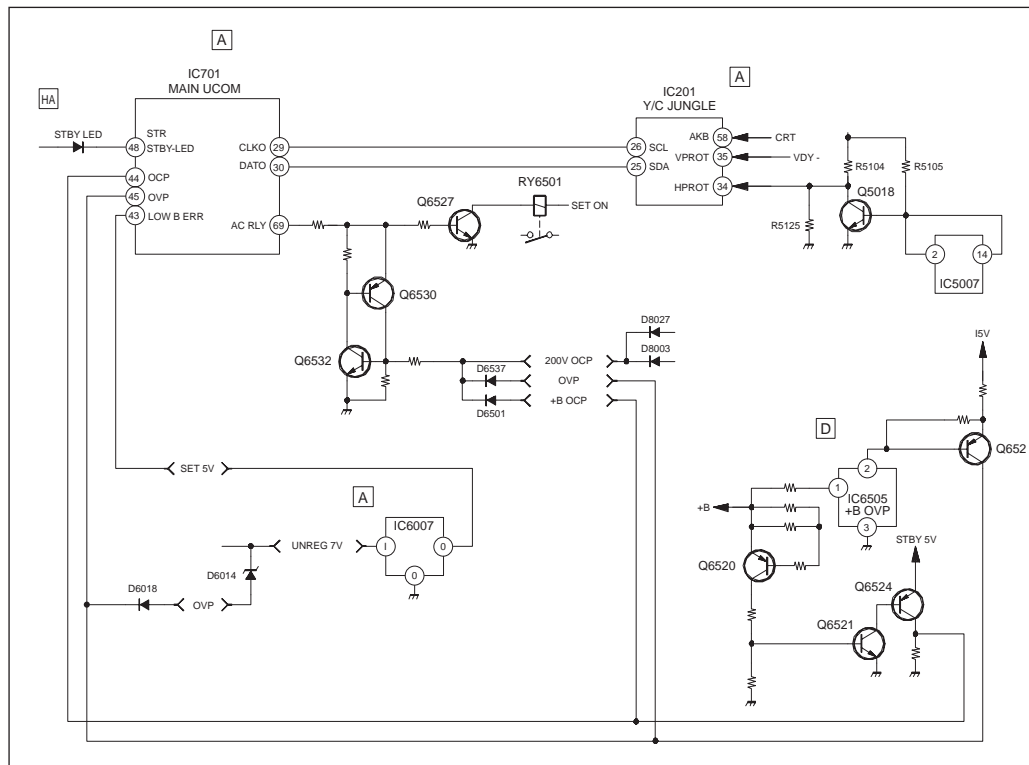 A
IC701
MAIN UCOM
HA
STBY LED
48
STR
STBY-LED
44
OCP
45
OVP
43
LOW B ERR
CLKO
29
DATO
30
AC RLY
69
A
IC201
Y/C JUNGLE
26
SCL
25
SDA
AKB
58
CRT
VPROT
35
VDY -
HPROT
34
R5104
R5105
Q5018
R5125
2
14
IC5007
Q6527
RY6501
SET ON
Q6530
Q6532
D8027
D8003
200V OCP
D6537
OVP
D6501
+B OCP
I5V
Q652
D
2
1
IC6505
+B OVP
3
+B
STBY 5V
Q6520
Q6524
Q6521
SET 5V
A
IC6007
UNREG 7V
I
0
0
D6014
D6018
OVP